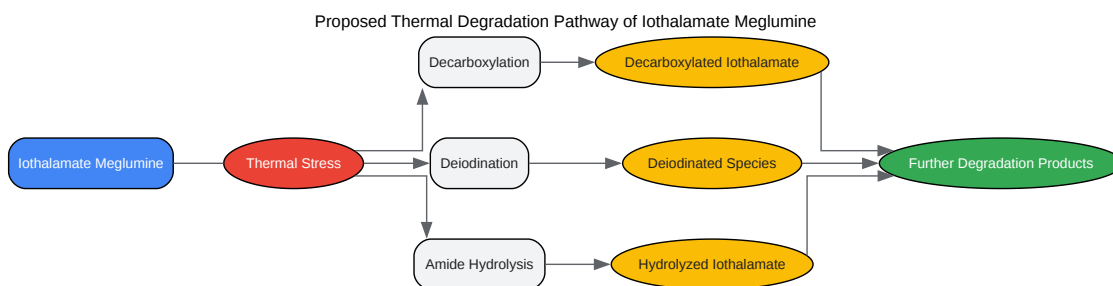 Proposed Thermal Degradation Pathway of Iothalamate Meglumine
Decarboxylation
Decarboxylated Iothalamate
Iothalamate Meglumine
Thermal Stress
Deiodination
Deiodinated Species
Further Degradation Products
Amide Hydrolysis
Hydrolyzed Iothalamate